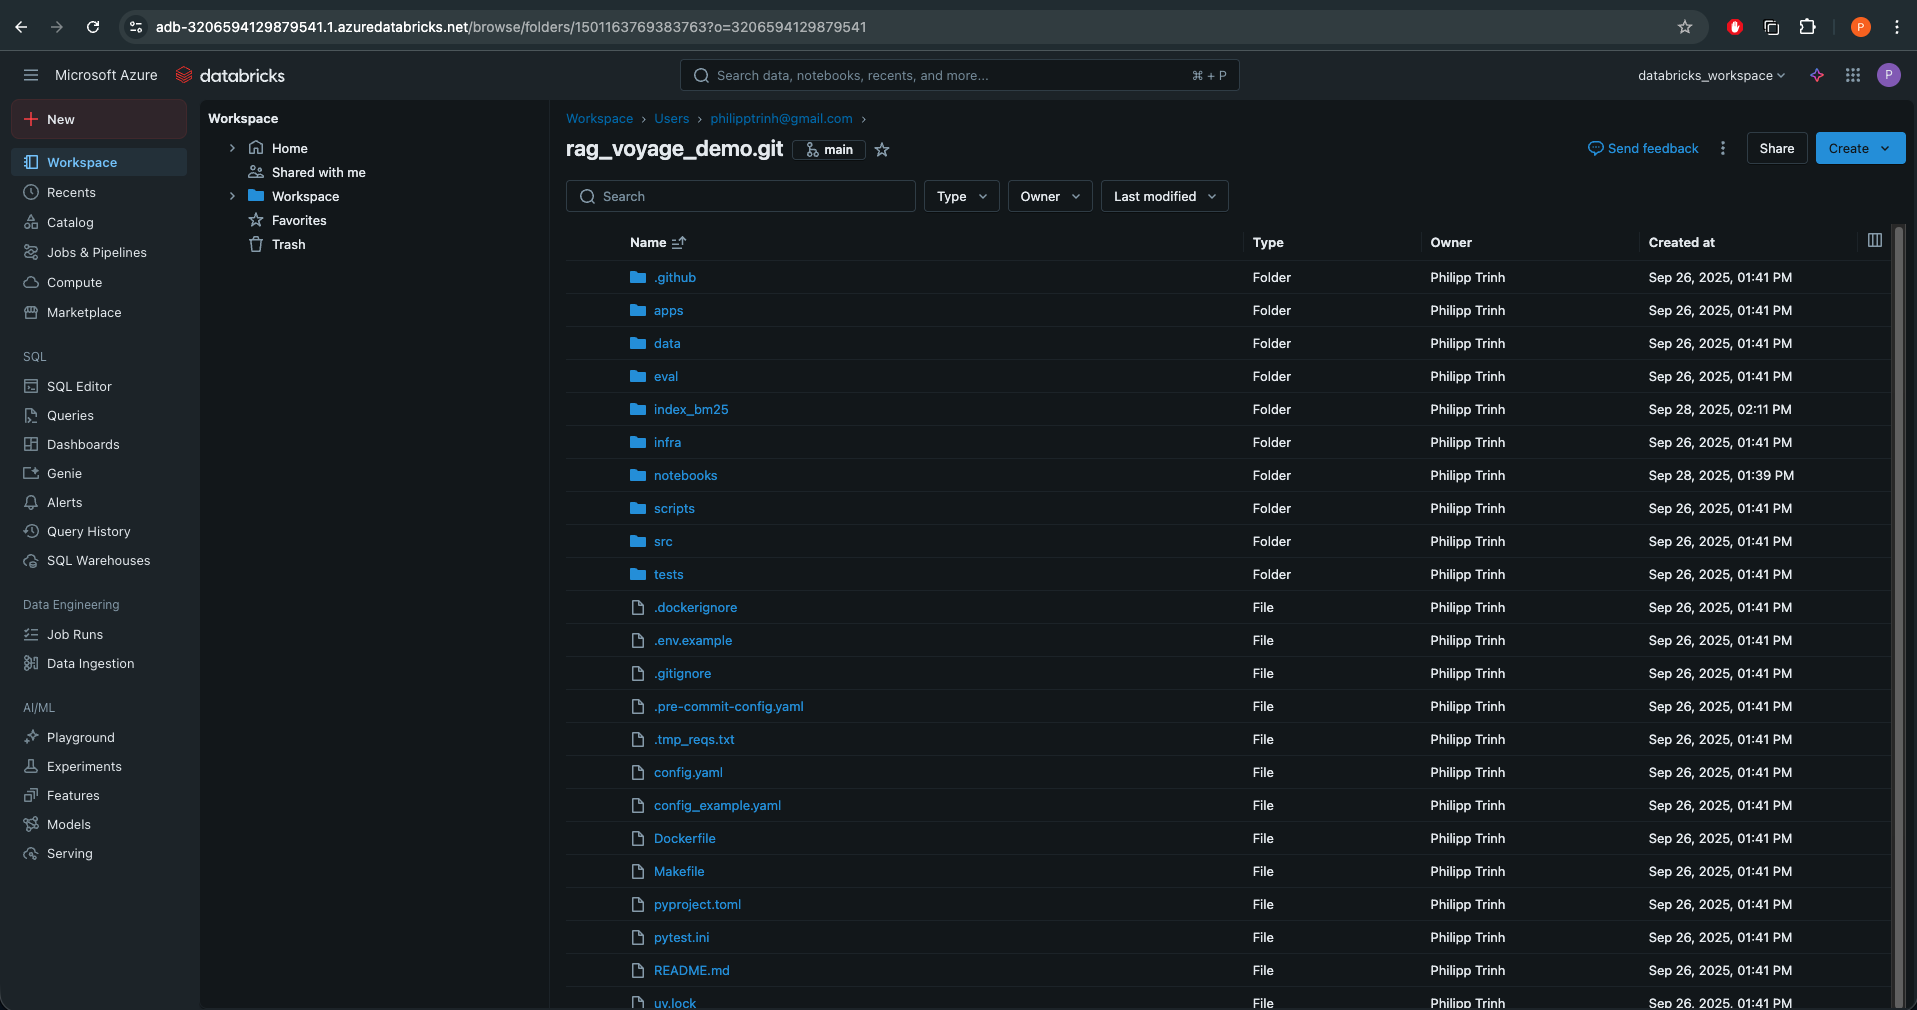 adb-3206594129879541.1.azuredatabricks.net/browse/folders/1501163769383763?o=3206594129879541
P
Microsoft Azure databricks
Search data, notebooks, recents, and more... ⌘ + P
databricks_workspace
P
New
Workspace
Recents
Catalog
Jobs & Pipelines
Compute
Marketplace
SQL
SQL Editor
Queries
Dashboards
Genie
Alerts
Query History
SQL Warehouses
Data Engineering
Job Runs
Data Ingestion
AI/ML
Playground
Experiments
Features
Models
Serving
Workspace
Home
Shared with me
Workspace
Favorites
Trash
Workspace › Users › philipptrinh@gmail.com ›
rag_voyage_demo.git main
Send feedback Share Create
Search Type Owner Last modified
Name Type Owner Created at
.github Folder Philipp Trinh Sep 26, 2025, 01:41 PM
apps Folder Philipp Trinh Sep 26, 2025, 01:41 PM
data Folder Philipp Trinh Sep 26, 2025, 01:41 PM
eval Folder Philipp Trinh Sep 26, 2025, 01:41 PM
index_bm25 Folder Philipp Trinh Sep 28, 2025, 02:11 PM
infra Folder Philipp Trinh Sep 26, 2025, 01:41 PM
notebooks Folder Philipp Trinh Sep 28, 2025, 01:39 PM
scripts Folder Philipp Trinh Sep 26, 2025, 01:41 PM
src Folder Philipp Trinh Sep 26, 2025, 01:41 PM
tests Folder Philipp Trinh Sep 26, 2025, 01:41 PM
.dockerignore File Philipp Trinh Sep 26, 2025, 01:41 PM
.env.example File Philipp Trinh Sep 26, 2025, 01:41 PM
.gitignore File Philipp Trinh Sep 26, 2025, 01:41 PM
.pre-commit-config.yaml File Philipp Trinh Sep 26, 2025, 01:41 PM
.tmp_reqs.txt File Philipp Trinh Sep 26, 2025, 01:41 PM
config.yaml File Philipp Trinh Sep 26, 2025, 01:41 PM
config_example.yaml File Philipp Trinh Sep 26, 2025, 01:41 PM
Dockerfile File Philipp Trinh Sep 26, 2025, 01:41 PM
Makefile File Philipp Trinh Sep 26, 2025, 01:41 PM
pyproject.toml File Philipp Trinh Sep 26, 2025, 01:41 PM
pytest.ini File Philipp Trinh Sep 26, 2025, 01:41 PM
README.md File Philipp Trinh Sep 26, 2025, 01:41 PM
uv.lock File Philipp Trinh Sep 26, 2025, 01:41 PM